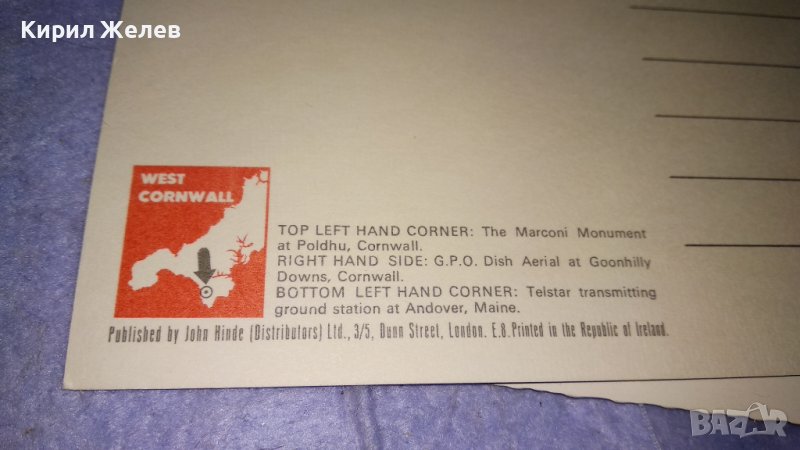 Кирил Желев
WEST
CORNWALL
TOP LEFT HAND CORNER: The Marconi Monument
at Poldhu, Cornwall.
RIGHT HAND SIDE: G.P.O. Dish Aerial at Goonhilly
Downs, Cornwall.
BOTTOM LEFT HAND CORNER: Telstar transmitting
ground station at Andover, Maine.
Published by John Hinde (Distributors) Ltd., 3/5, Dunn Street, London. E.8. Printed in the Republic of Ireland.
BAZAR